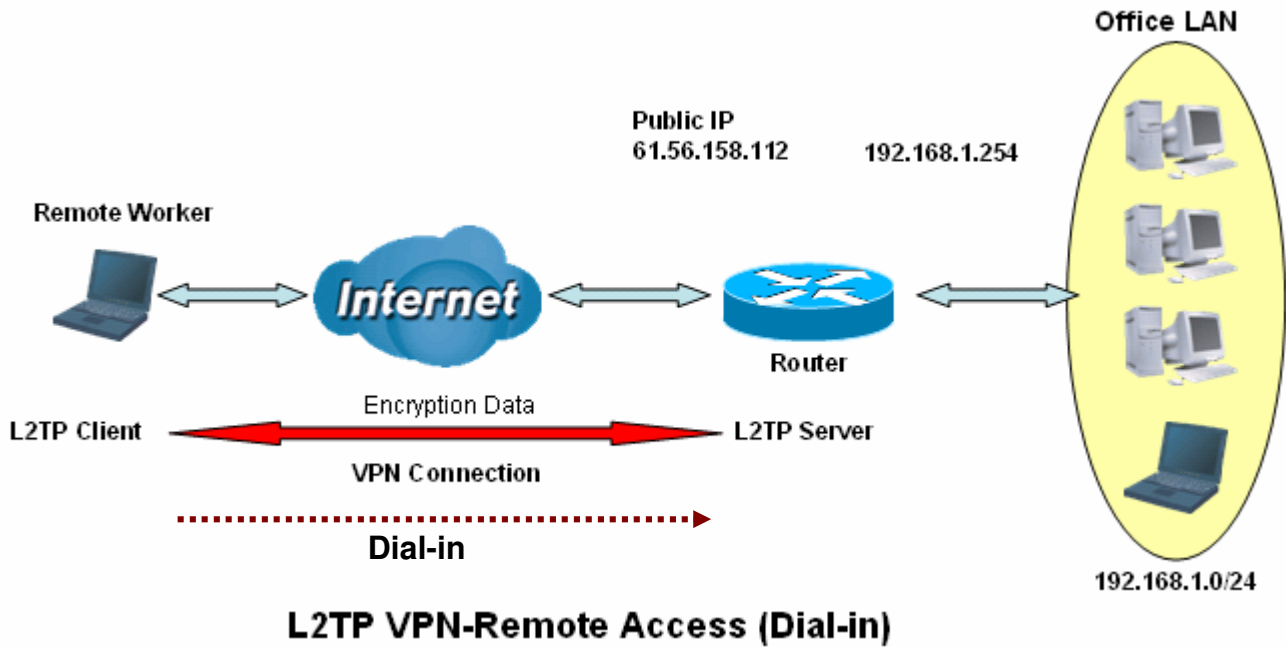 Office LAN
Public IP
61.56.158.112
192.168.1.254
Remote Worker
Internet
Router
Encryption Data
L2TP Client
L2TP Server
VPN Connection
Dial-in
192.168.1.0/24
L2TP VPN-Remote Access (Dial-in)